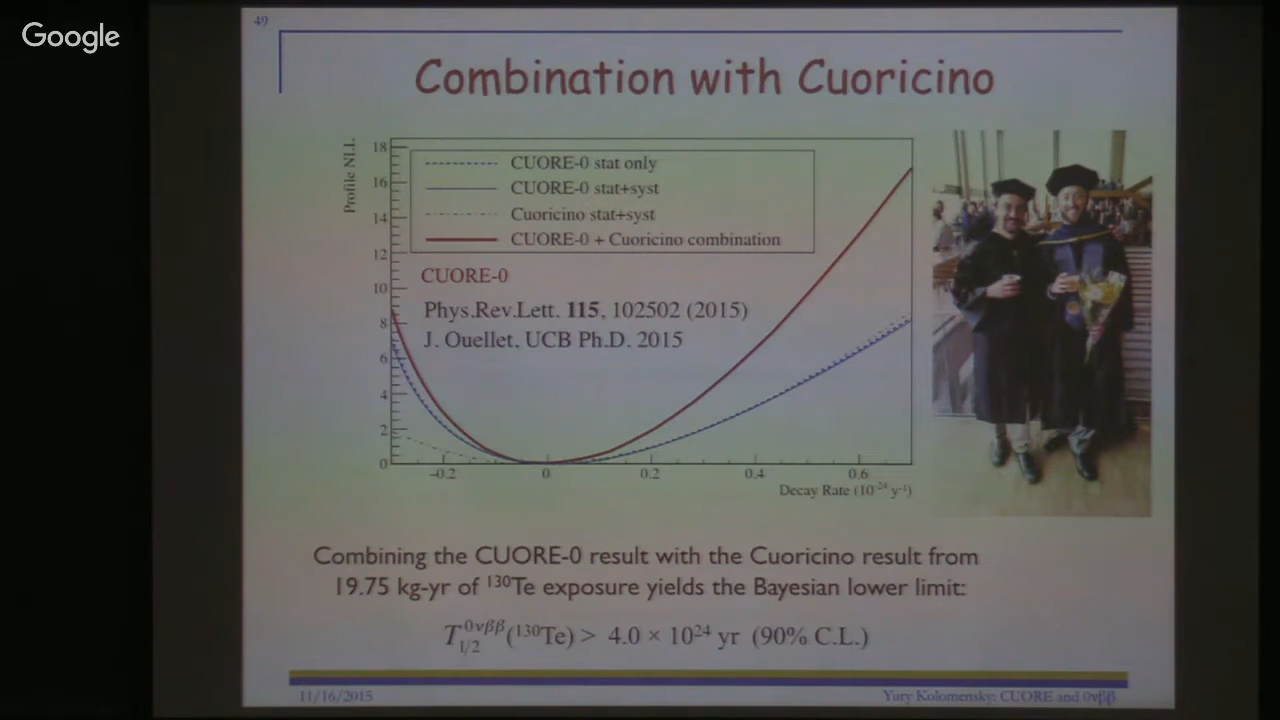 49
Google
Combination with Cuoricino
Profile NLL
18
16
14
12
10
8
6
4
2
0
CUORE-0 stat only
CUORE-0 stat+syst
Cuoricino stat+syst
CUORE-0 + Cuoricino combination
CUORE-0
Phys.Rev.Lett. 115, 102502 (2015)
J. Ouellet, UCB Ph.D. 2015
-0.2 0 0.2 0.4 0.6
Decay Rate (10⁻²⁴ y⁻¹)
Combining the CUORE-0 result with the Cuoricino result from
19.75 kg-yr of ¹³⁰Te exposure yields the Bayesian lower limit:
T₁/₂⁰νββ(¹³⁰Te) > 4.0 × 10²⁴ yr (90% C.L.)
11/16/2015 Yury Kolomensky: CUORE and 0νββ